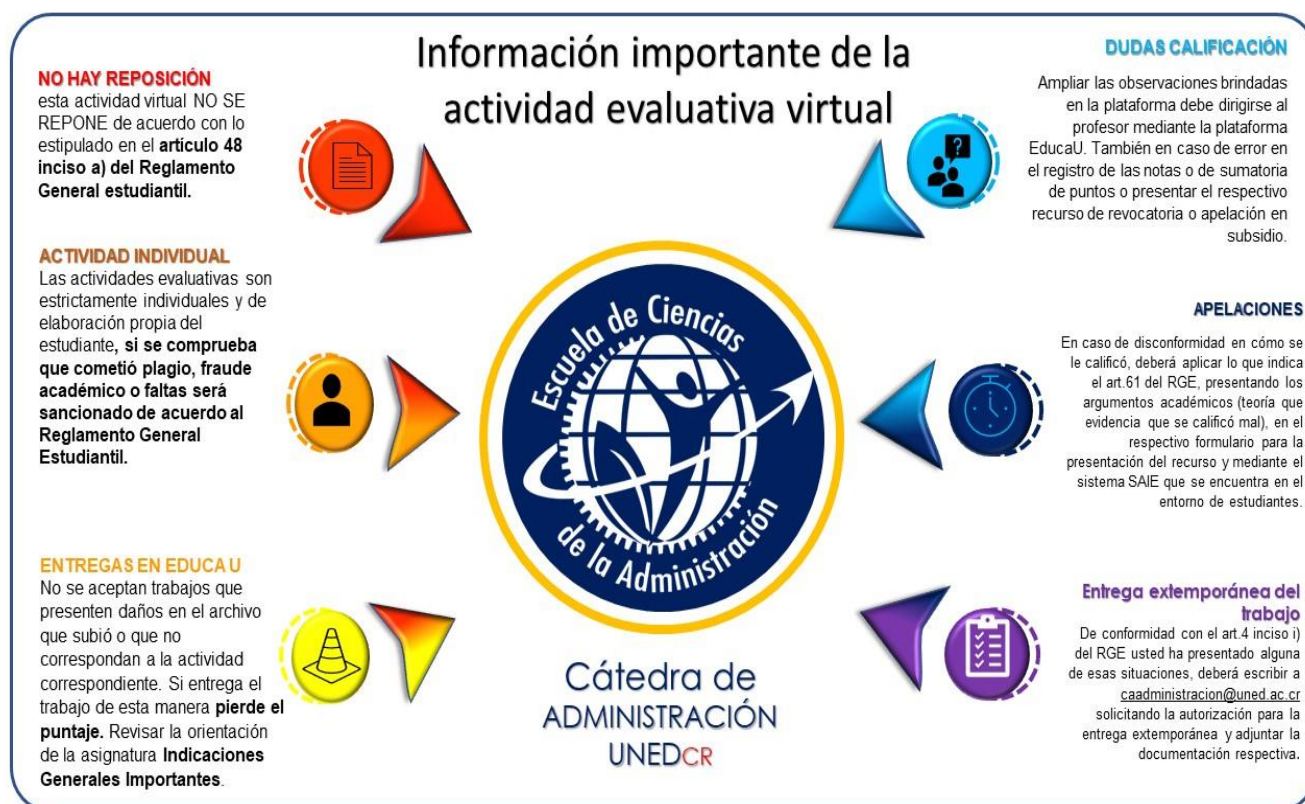 Información importante de la
actividad evaluativa virtual
NO HAY REPOSICIÓN
esta actividad virtual NO SE
REPONE de acuerdo con lo
estipulado en el artículo 48
inciso a) del Reglamento
General estudiantil.
ACTIVIDAD INDIVIDUAL
Las actividades evaluativas son
estrictamente individuales y de
elaboración propia del
estudiante, si se comprueba
que cometió plagio, fraude
académico o faltas será
sancionado de acuerdo al
Reglamento General
Estudiantil.
ENTREGAS EN EDUCA U
No se aceptan trabajos que
presenten daños en el archivo
que subió o que no
correspondan a la actividad
correspondiente. Si entrega el
trabajo de esta manera pierde el
puntaje. Revisar la orientación
de la asignatura Indicaciones
Generales Importantes.
Escuela de Ciencias
de la Administración
Cátedra de
ADMINISTRACIÓN
UNEDCR
DUDAS CALIFICACIÓN
Ampliar las observaciones brindadas
en la plataforma debe dirigirse al
profesor mediante la plataforma
EducaU. También en caso de error en
el registro de las notas o de sumatoria
de puntos o presentar el respectivo
recurso de revocatoria o apelación en
subsidio.
?
APELACIONES
En caso de disconformidad en cómo se
le calificó, deberá aplicar lo que indica
el art.61 del RGE, presentando los
argumentos académicos (teoría que
evidencia que se calificó mal), en el
respectivo formulario para la
presentación del recurso y mediante el
sistema SAIE que se encuentra en el
entorno de estudiantes.
Entrega extemporánea del
trabajo
De conformidad con el art.4 inciso i)
del RGE usted ha presentado alguna
de esas situaciones, deberá escribir a
caadministracion@uned.ac.cr
solicitando la autorización para la
entrega extemporánea y adjuntar la
documentación respectiva.